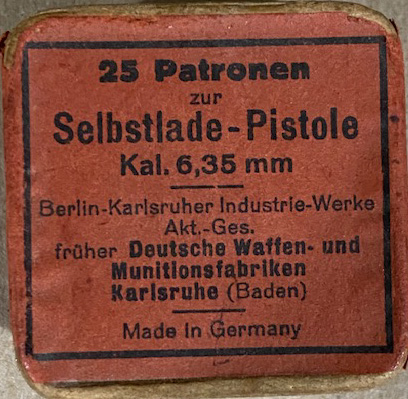 25 Patronen
zur
Selbstlade-Pistole
Kal. 6,35 mm
Berlin-Karlsruher Industrie-Werke
Akt.-Ges.
früher Deutsche Waffen- und
Munitionsfabriken
Karlsruhe (Baden)
Made in Germany